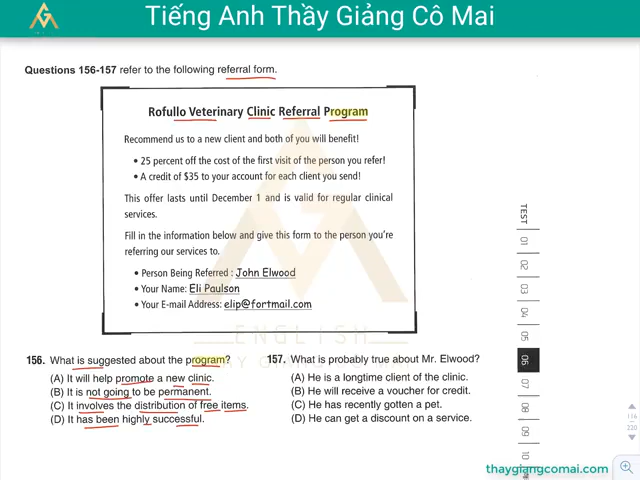 Tiếng Anh Thầy Giảng Cô Mai
Questions 156-157 refer to the following referral form.
Rofullo Veterinary Clinic Referral Program
Recommend us to a new client and both of you will benefit!
• 25 percent off the cost of the first visit of the person you refer!
• A credit of $35 to your account for each client you send!
This offer lasts until December 1 and is valid for regular clinical
services.
Fill in the information below and give this form to the person you're
referring our services to.
• Person Being Referred : John Elwood
• Your Name: Eli Paulson
• Your E-mail Address: elip@fortmail.com
ENGLISH
156. What is suggested about the program?
(A) It will help promote a new clinic.
(B) It is not going to be permanent.
(C) It involves the distribution of free items.
(D) It has been highly successful.
157. What is probably true about Mr. Elwood?
(A) He is a longtime client of the clinic.
(B) He will receive a voucher for credit.
(C) He has recently gotten a pet.
(D) He can get a discount on a service.
TEST
01
02
03
04
05
06
07
08
09
10
116
220
thaygiangcomai.com